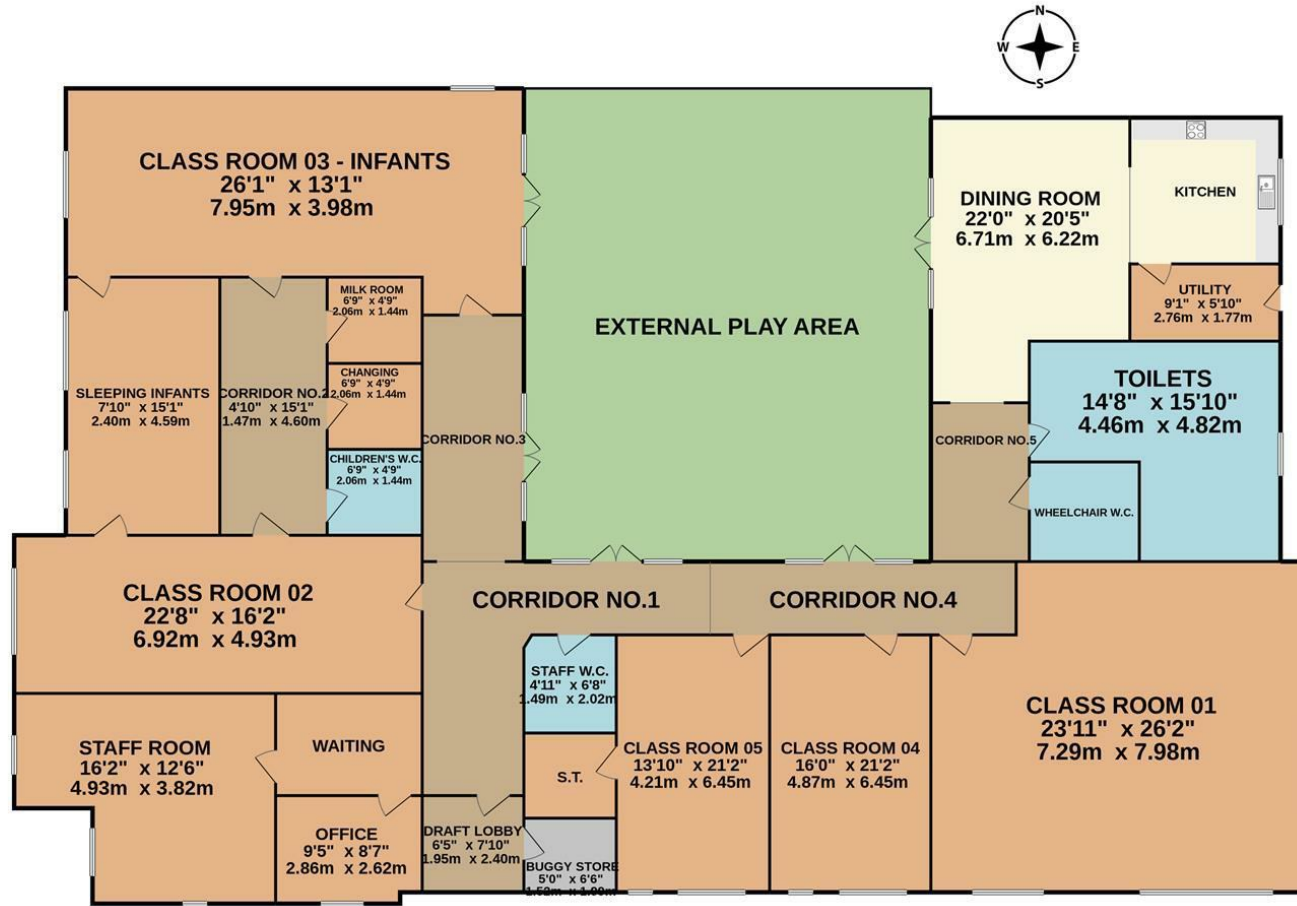 N
W E
S
CLASS ROOM 03 - INFANTS
26'1" x 13'1"
7.95m x 3.98m
EXTERNAL PLAY AREA
DINING ROOM
22'0" x 20'5"
6.71m x 6.22m
KITCHEN
UTILITY
9'1" x 5'10"
2.76m x 1.77m
TOILETS
14'8" x 15'10"
4.46m x 4.82m
WHEELCHAIR W.C.
CORRIDOR NO.5
SLEEPING INFANTS
7'10" x 15'1"
2.40m x 4.59m
CORRIDOR NO.2
4'10" x 15'1"
1.47m x 4.60m
MILK ROOM
6'9" x 4'9"
2.06m x 1.44m
CHANGING
6'9" x 4'9"
2.06m x 1.44m
CHILDREN'S W.C.
6'9" x 4'9"
2.06m x 1.44m
CORRIDOR NO.3
CLASS ROOM 02
22'8" x 16'2"
6.92m x 4.93m
CORRIDOR NO.1
CORRIDOR NO.4
STAFF ROOM
16'2" x 12'6"
4.93m x 3.82m
WAITING
OFFICE
9'5" x 8'7"
2.86m x 2.62m
DRAFT LOBBY
6'5" x 7'10"
1.95m x 2.40m
STAFF W.C.
4'11" x 6'8"
1.49m x 2.02m
S.T.
BUGGY STORE
5'0" x 6'6"
CLASS ROOM 05
13'10" x 21'2"
4.21m x 6.45m
CLASS ROOM 04
16'0" x 21'2"
4.87m x 6.45m
CLASS ROOM 01
23'11" x 26'2"
7.29m x 7.98m